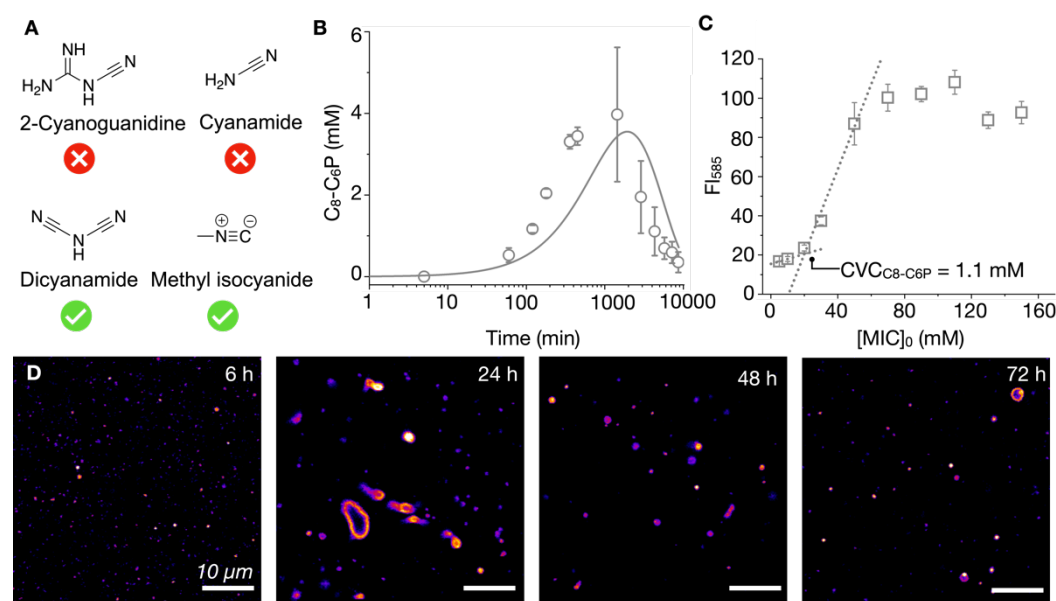 A
NH
H₂N
N
H
N
2-Cyanoguanidine
H₂N
N
Cyanamide
N
N
N
H
Dicyanamide
N
C
+
−
Methyl isocyanide
B
C₈-C₆P (mM)
6
4
2
0
1
10
100
1000
10000
Time (min)
C
FI₅₈₅
120
100
80
60
40
20
0
CVC_C8-C6P = 1.1 mM
0
40
80
120
160
[MIC]₀ (mM)
D
6 h
10 µm
24 h
48 h
72 h